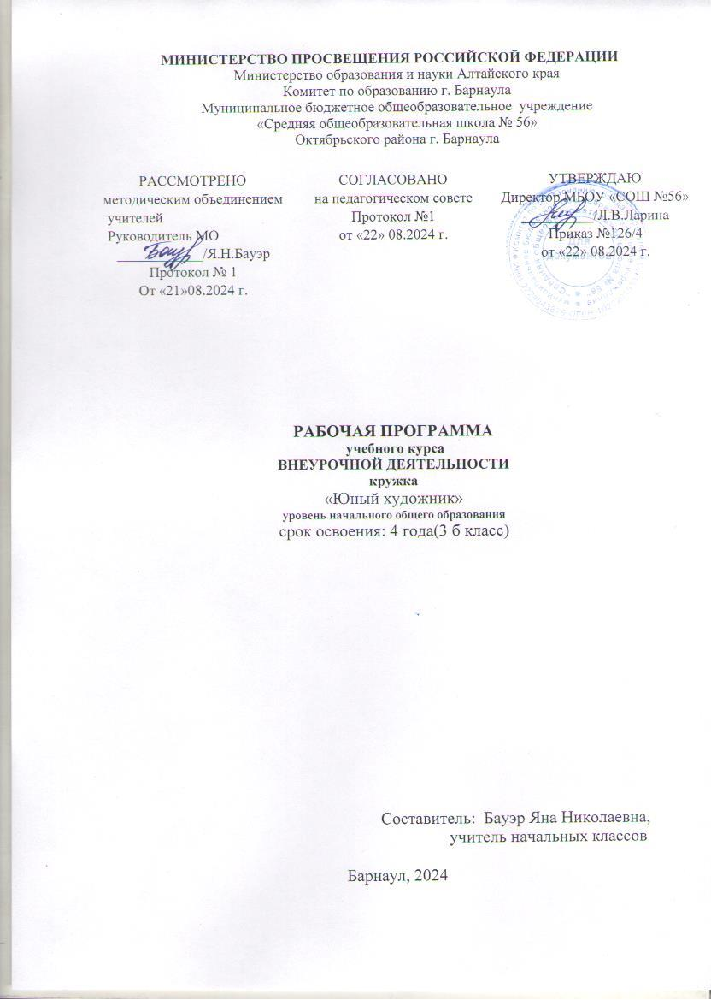 МИНИСТЕРСТВО ПРОСВЕЩЕНИЯ РОССИЙСКОЙ ФЕДЕРАЦИИ
Министерство образования и науки Алтайского края
Комитет по образованию г. Барнаула
Муниципальное бюджетное общеобразовательное учреждение
«Средняя общеобразовательная школа № 56»
Октябрьского района г. Барнаула
РАССМОТРЕНО
методическим объединением
учителей
Руководитель МО
Бауэр/Я.Н.Бауэр
Протокол № 1
От «21»08.2024 г.
СОГЛАСОВАНО
на педагогическом совете
Протокол №1
от «22» 08.2024 г.
УТВЕРЖДАЮ
Директор МБОУ «СОШ №56»
/Л.В.Ларина
Приказ №126/4
от «22» 08.2024 г.
Для
документов
РАБОЧАЯ ПРОГРАММА
учебного курса
ВНЕУРОЧНОЙ ДЕЯТЕЛЬНОСТИ
кружка
«Юный художник»
уровень начального общего образования
срок освоения: 4 года(3 б класс)
Составитель: Бауэр Яна Николаевна,
учитель начальных классов
Барнаул, 2024